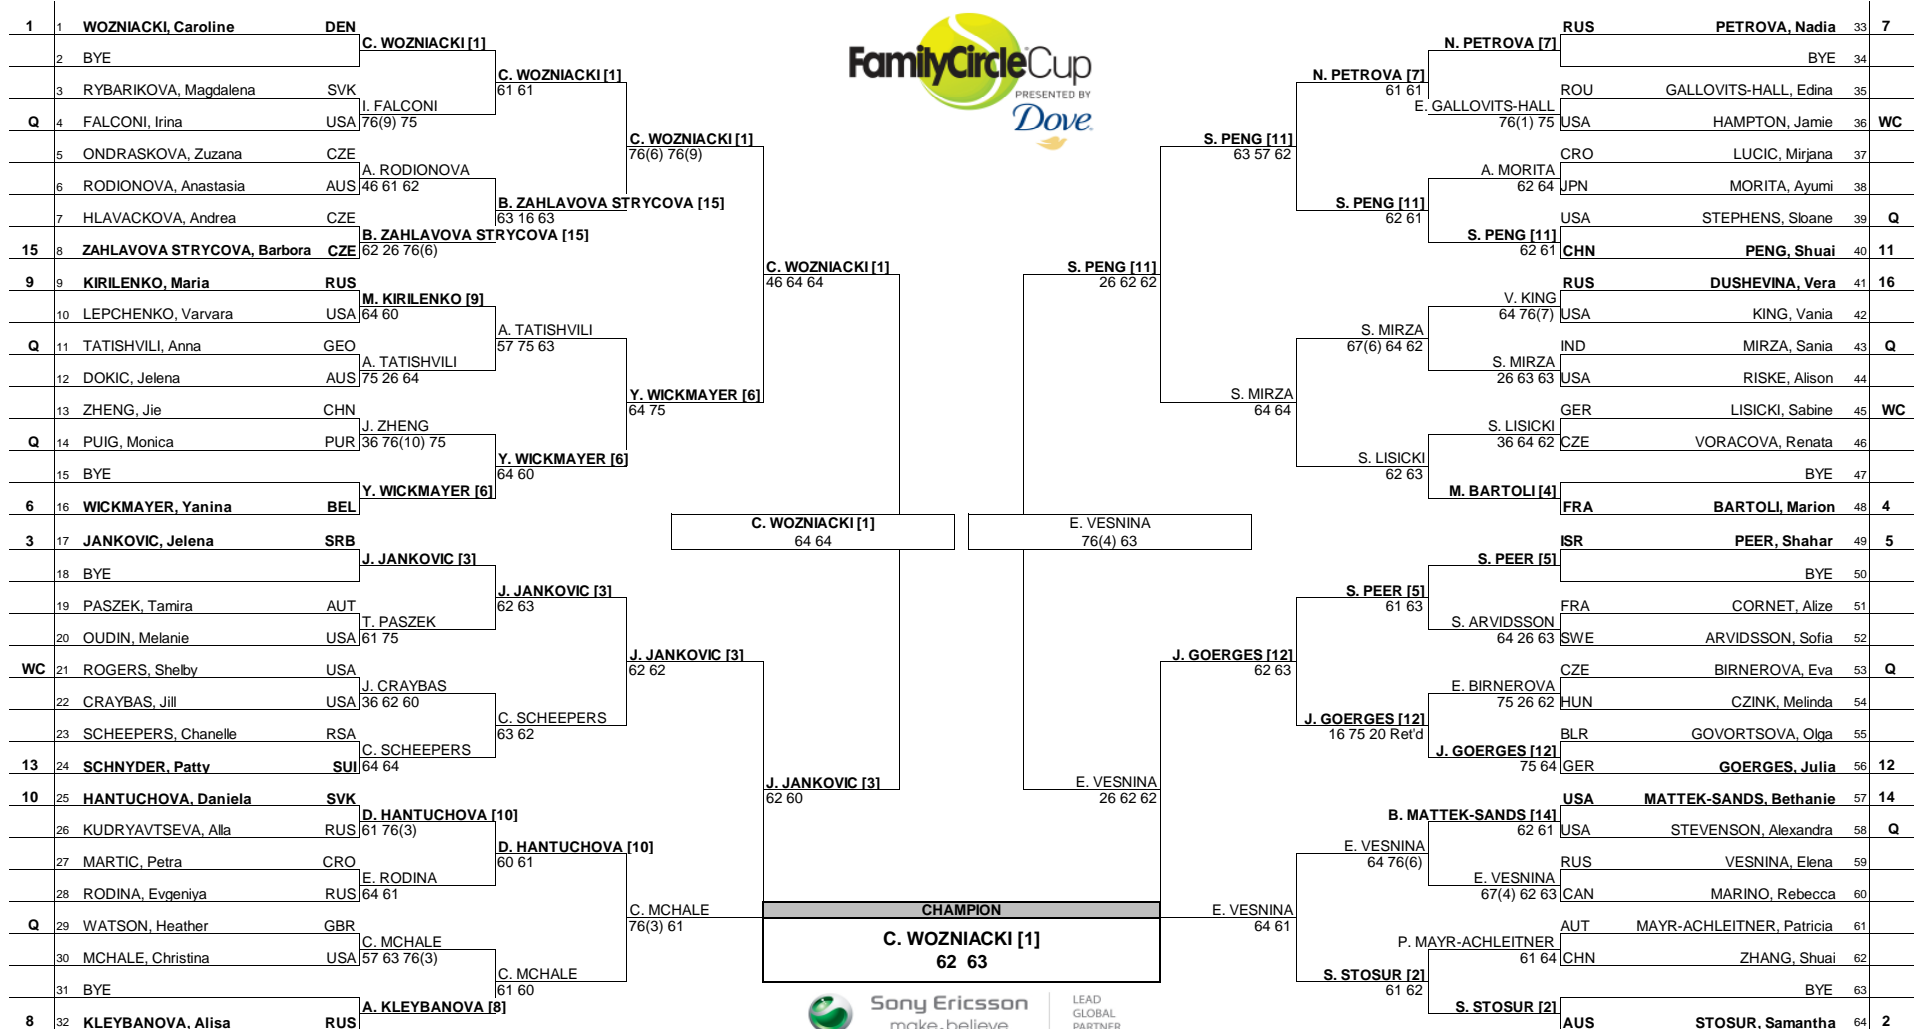 1 1 WOZNIACKI, Caroline DEN
2 BYE
3 RYBARIKOVA, Magdalena SVK
Q 4 FALCONI, Irina USA
5 ONDRASKOVA, Zuzana CZE
6 RODIONOVA, Anastasia AUS
7 HLAVACKOVA, Andrea CZE
15 8 ZAHLAVOVA STRYCOVA, Barbora CZE
9 9 KIRILENKO, Maria RUS
10 LEPCHENKO, Varvara USA
Q 11 TATISHVILI, Anna GEO
12 DOKIC, Jelena AUS
13 ZHENG, Jie CHN
Q 14 PUIG, Monica PUR
15 BYE
6 16 WICKMAYER, Yanina BEL
3 17 JANKOVIC, Jelena SRB
18 BYE
19 PASZEK, Tamira AUT
20 OUDIN, Melanie USA
WC 21 ROGERS, Shelby USA
22 CRAYBAS, Jill USA
23 SCHEEPERS, Chanelle RSA
13 24 SCHNYDER, Patty SUI
10 25 HANTUCHOVA, Daniela SVK
26 KUDRYAVTSEVA, Alla RUS
27 MARTIC, Petra CRO
28 RODINA, Evgeniya RUS
Q 29 WATSON, Heather GBR
30 MCHALE, Christina USA
31 BYE
8 32 KLEYBANOVA, Alisa RUS
C. WOZNIACKI [1]
I. FALCONI
76(9) 75
A. RODIONOVA
46 61 62
B. ZAHLAVOVA STRYCOVA [15]
62 26 76(6)
M. KIRILENKO [9]
64 60
A. TATISHVILI
75 26 64
J. ZHENG
36 76(10) 75
Y. WICKMAYER [6]
J. JANKOVIC [3]
T. PASZEK
61 75
J. CRAYBAS
36 62 60
C. SCHEEPERS
64 64
D. HANTUCHOVA [10]
61 76(3)
E. RODINA
64 61
C. MCHALE
57 63 76(3)
A. KLEYBANOVA [8]
C. WOZNIACKI [1]
61 61
B. ZAHLAVOVA STRYCOVA [15]
63 16 63
A. TATISHVILI
57 75 63
Y. WICKMAYER [6]
64 60
J. JANKOVIC [3]
62 63
C. SCHEEPERS
63 62
D. HANTUCHOVA [10]
60 61
C. MCHALE
61 60
C. WOZNIACKI [1]
76(6) 76(9)
Y. WICKMAYER [6]
64 75
J. JANKOVIC [3]
62 62
C. MCHALE
76(3) 61
C. WOZNIACKI [1]
46 64 64
J. JANKOVIC [3]
62 60
FamilyCircleCup
PRESENTED BY
Dove
C. WOZNIACKI [1]
64 64
E. VESNINA
76(4) 63
CHAMPION
C. WOZNIACKI [1]
62 63
Sony Ericsson
make.believe
LEAD
GLOBAL
PARTNER
S. PENG [11]
26 62 62
E. VESNINA
26 62 62
S. PENG [11]
63 57 62
S. MIRZA
64 64
J. GOERGES [12]
62 63
E. VESNINA
64 61
N. PETROVA [7]
61 61
S. PENG [11]
62 61
S. MIRZA
67(6) 64 62
S. LISICKI
62 63
S. PEER [5]
61 63
J. GOERGES [12]
16 75 20 Ret'd
E. VESNINA
64 76(6)
S. STOSUR [2]
61 62
N. PETROVA [7]
E. GALLOVITS-HALL
76(1) 75
A. MORITA
62 64
S. PENG [11]
62 61
V. KING
64 76(7)
S. MIRZA
26 63 63
S. LISICKI
36 64 62
M. BARTOLI [4]
S. PEER [5]
S. ARVIDSSON
64 26 63
E. BIRNEROVA
75 26 62
J. GOERGES [12]
75 64
B. MATTEK-SANDS [14]
62 61
E. VESNINA
67(4) 62 63
P. MAYR-ACHLEITNER
61 64
S. STOSUR [2]
RUS PETROVA, Nadia 33 7
BYE 34
ROU GALLOVITS-HALL, Edina 35
USA HAMPTON, Jamie 36 WC
CRO LUCIC, Mirjana 37
JPN MORITA, Ayumi 38
USA STEPHENS, Sloane 39 Q
CHN PENG, Shuai 40 11
RUS DUSHEVINA, Vera 41 16
USA KING, Vania 42
IND MIRZA, Sania 43 Q
USA RISKE, Alison 44
GER LISICKI, Sabine 45 WC
CZE VORACOVA, Renata 46
BYE 47
FRA BARTOLI, Marion 48 4
ISR PEER, Shahar 49 5
BYE 50
FRA CORNET, Alize 51
SWE ARVIDSSON, Sofia 52
CZE BIRNEROVA, Eva 53 Q
HUN CZINK, Melinda 54
BLR GOVORTSOVA, Olga 55
GER GOERGES, Julia 56 12
USA MATTEK-SANDS, Bethanie 57 14
USA STEVENSON, Alexandra 58 Q
RUS VESNINA, Elena 59
CAN MARINO, Rebecca 60
AUT MAYR-ACHLEITNER, Patricia 61
CHN ZHANG, Shuai 62
BYE 63
AUS STOSUR, Samantha 64 2